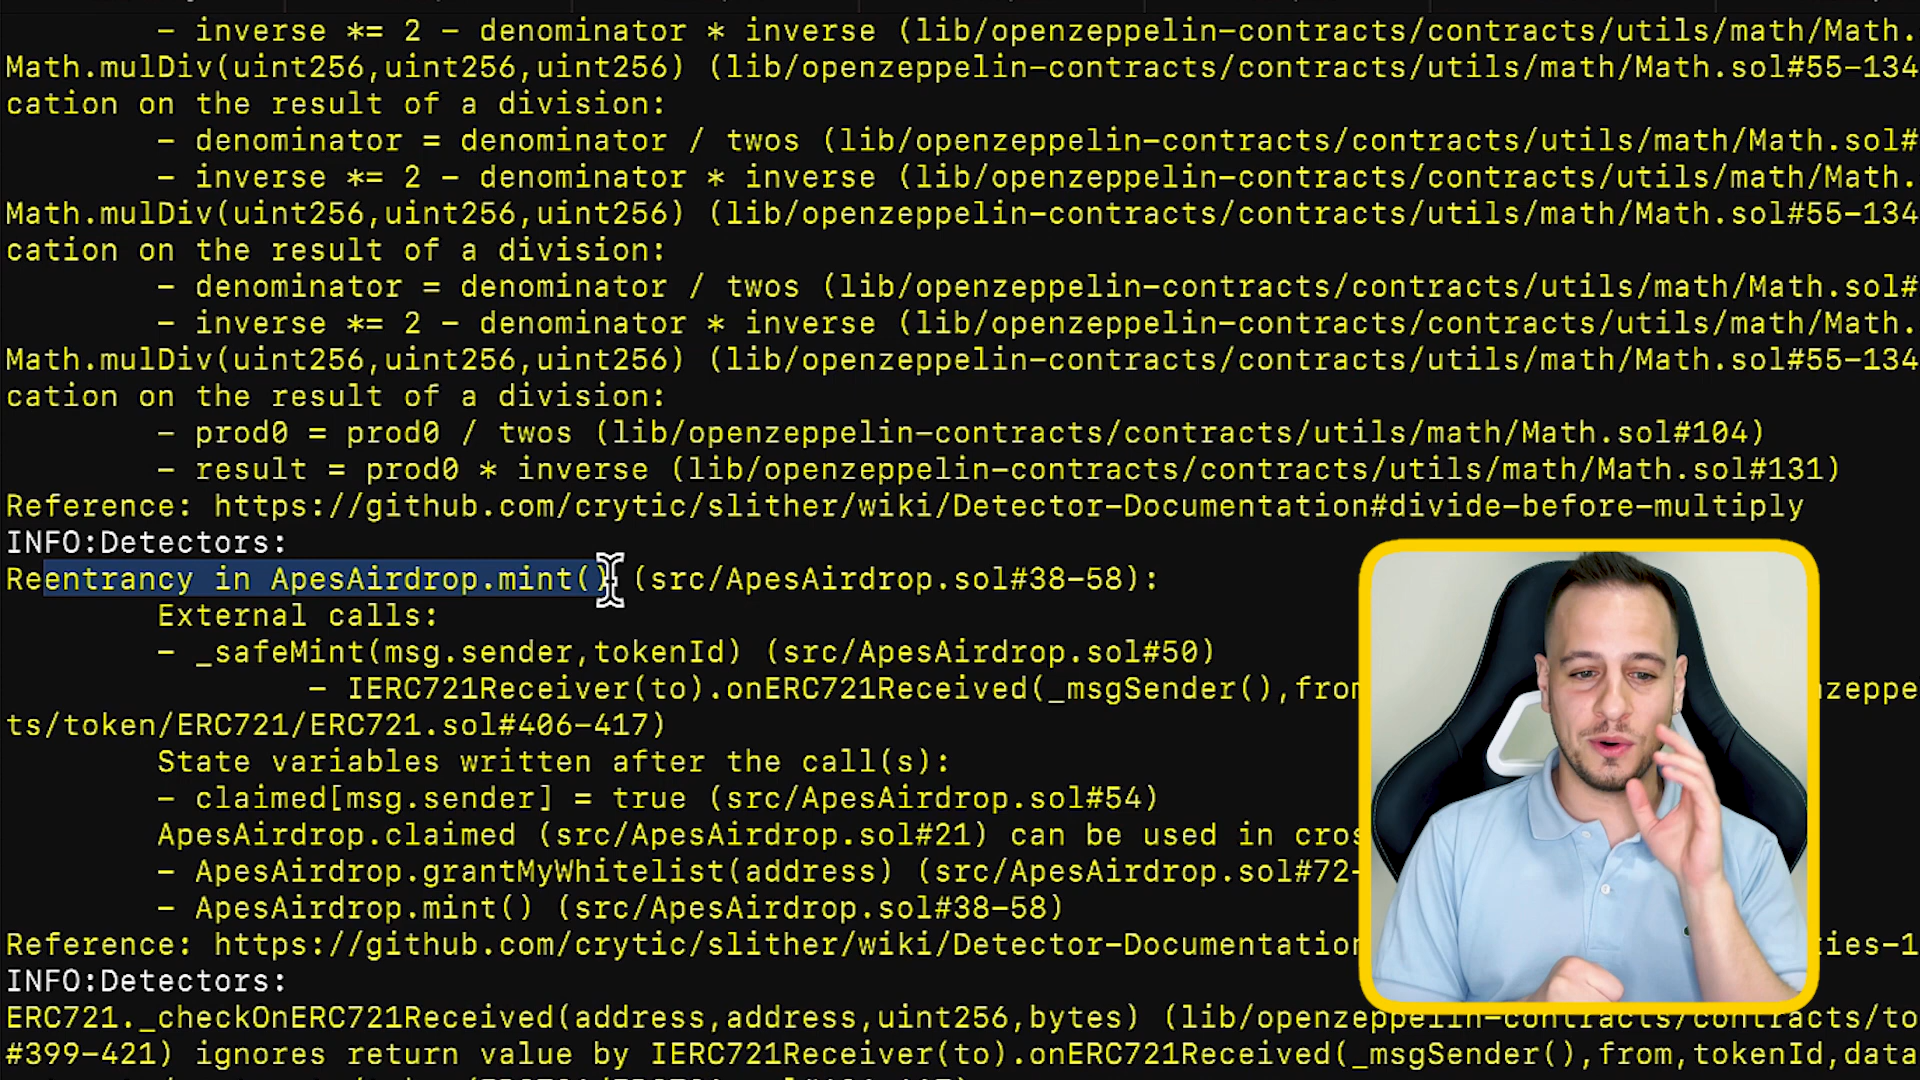 - inverse *= 2 - denominator * inverse (lib/openzeppelin-contracts/contracts/utils/math/Math.
Math.mulDiv(uint256,uint256,uint256) (lib/openzeppelin-contracts/contracts/utils/math/Math.sol#55-134
cation on the result of a division:
- denominator = denominator / twos (lib/openzeppelin-contracts/contracts/utils/math/Math.sol#
- inverse *= 2 - denominator * inverse (lib/openzeppelin-contracts/contracts/utils/math/Math.
Math.mulDiv(uint256,uint256,uint256) (lib/openzeppelin-contracts/contracts/utils/math/Math.sol#55-134
cation on the result of a division:
- denominator = denominator / twos (lib/openzeppelin-contracts/contracts/utils/math/Math.sol#
- inverse *= 2 - denominator * inverse (lib/openzeppelin-contracts/contracts/utils/math/Math.
Math.mulDiv(uint256,uint256,uint256) (lib/openzeppelin-contracts/contracts/utils/math/Math.sol#55-134
cation on the result of a division:
- prod0 = prod0 / twos (lib/openzeppelin-contracts/contracts/utils/math/Math.sol#104)
- result = prod0 * inverse (lib/openzeppelin-contracts/contracts/utils/math/Math.sol#131)
Reference: https://github.com/crytic/slither/wiki/Detector-Documentation#divide-before-multiply
INFO:Detectors:
Reentrancy in ApesAirdrop.mint() (src/ApesAirdrop.sol#38-58):
External calls:
- _safeMint(msg.sender,tokenId) (src/ApesAirdrop.sol#50)
- IERC721Receiver(to).onERC721Received(_msgSender(),from nzeppe
ts/token/ERC721/ERC721.sol#406-417)
State variables written after the call(s):
- claimed[msg.sender] = true (src/ApesAirdrop.sol#54)
ApesAirdrop.claimed (src/ApesAirdrop.sol#21) can be used in cros
- ApesAirdrop.grantMyWhitelist(address) (src/ApesAirdrop.sol#72-
- ApesAirdrop.mint() (src/ApesAirdrop.sol#38-58)
Reference: https://github.com/crytic/slither/wiki/Detector-Documentation ties-1
INFO:Detectors:
ERC721._checkOnERC721Received(address,address,uint256,bytes) (lib/openzeppelin-contracts/contracts/to
#399-421) ignores return value by IERC721Receiver(to).onERC721Received(_msgSender(),from,tokenId,data